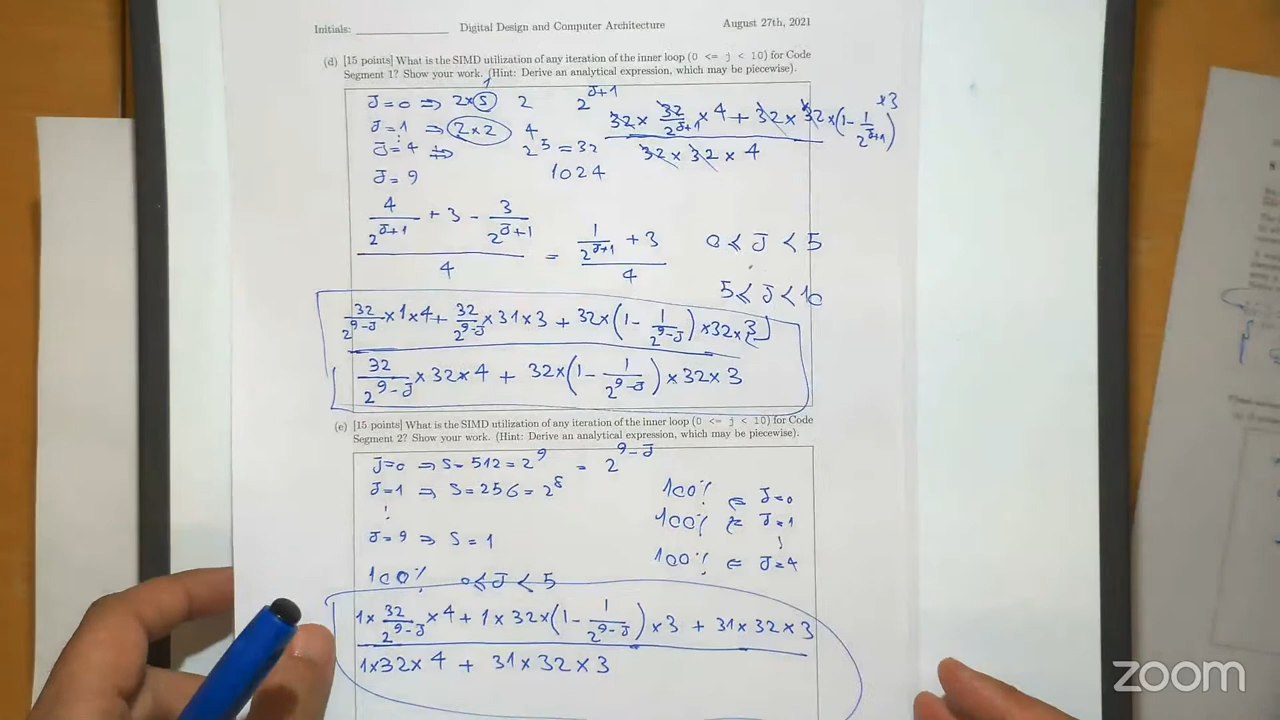 Initials: Digital Design and Computer Architecture August 27th, 2021
(d) [15 points] What is the SIMD utilization of any iteration of the inner loop (0 <= j < 10) for Code
Segment 1? Show your work. (Hint: Derive an analytical expression, which may be piecewise).
J=0 ⇒ 2×1 2 2^(J+1)
J=1 ⇒ 2×2 4
J=4 ⇒ 2^5 = 32
J=9 1024
(32 × 32/2^(J+1) × 4 + 32 × 32 × (1 - 1/2^(J+1)) × 3) / (32 × 32 × 4)
(4/2^(J+1) + 3 - 3/2^(J+1)) / 4 = (1/2^(J+1) + 3) / 4 0 ≤ J < 5
5 ≤ J < 10
(32/2^(9-J) × 1 × 4 + 32/2^(9-J) × 31 × 3 + 32 × (1 - 1/2^(9-J)) × 32 × 3) / (32/2^(9-J) × 32 × 4 + 32 × (1 - 1/2^(9-J)) × 32 × 3)
(e) [15 points] What is the SIMD utilization of any iteration of the inner loop (0 <= j < 10) for Code
Segment 2? Show your work. (Hint: Derive an analytical expression, which may be piecewise).
J=0 ⇒ S = 512 = 2^9 = 2^(9-J)
J=1 ⇒ S = 256 = 2^8 100% ⇐ J=0
100% ⇐ J=1
J=9 ⇒ S = 1 100% ⇐ J=4
100% 0 ≤ J < 5
(1 × 32/2^(9-J) × 4 + 1 × 32 × (1 - 1/2^(9-J)) × 3 + 31 × 32 × 3) / (1×32×4 + 31×32×3)
zoom